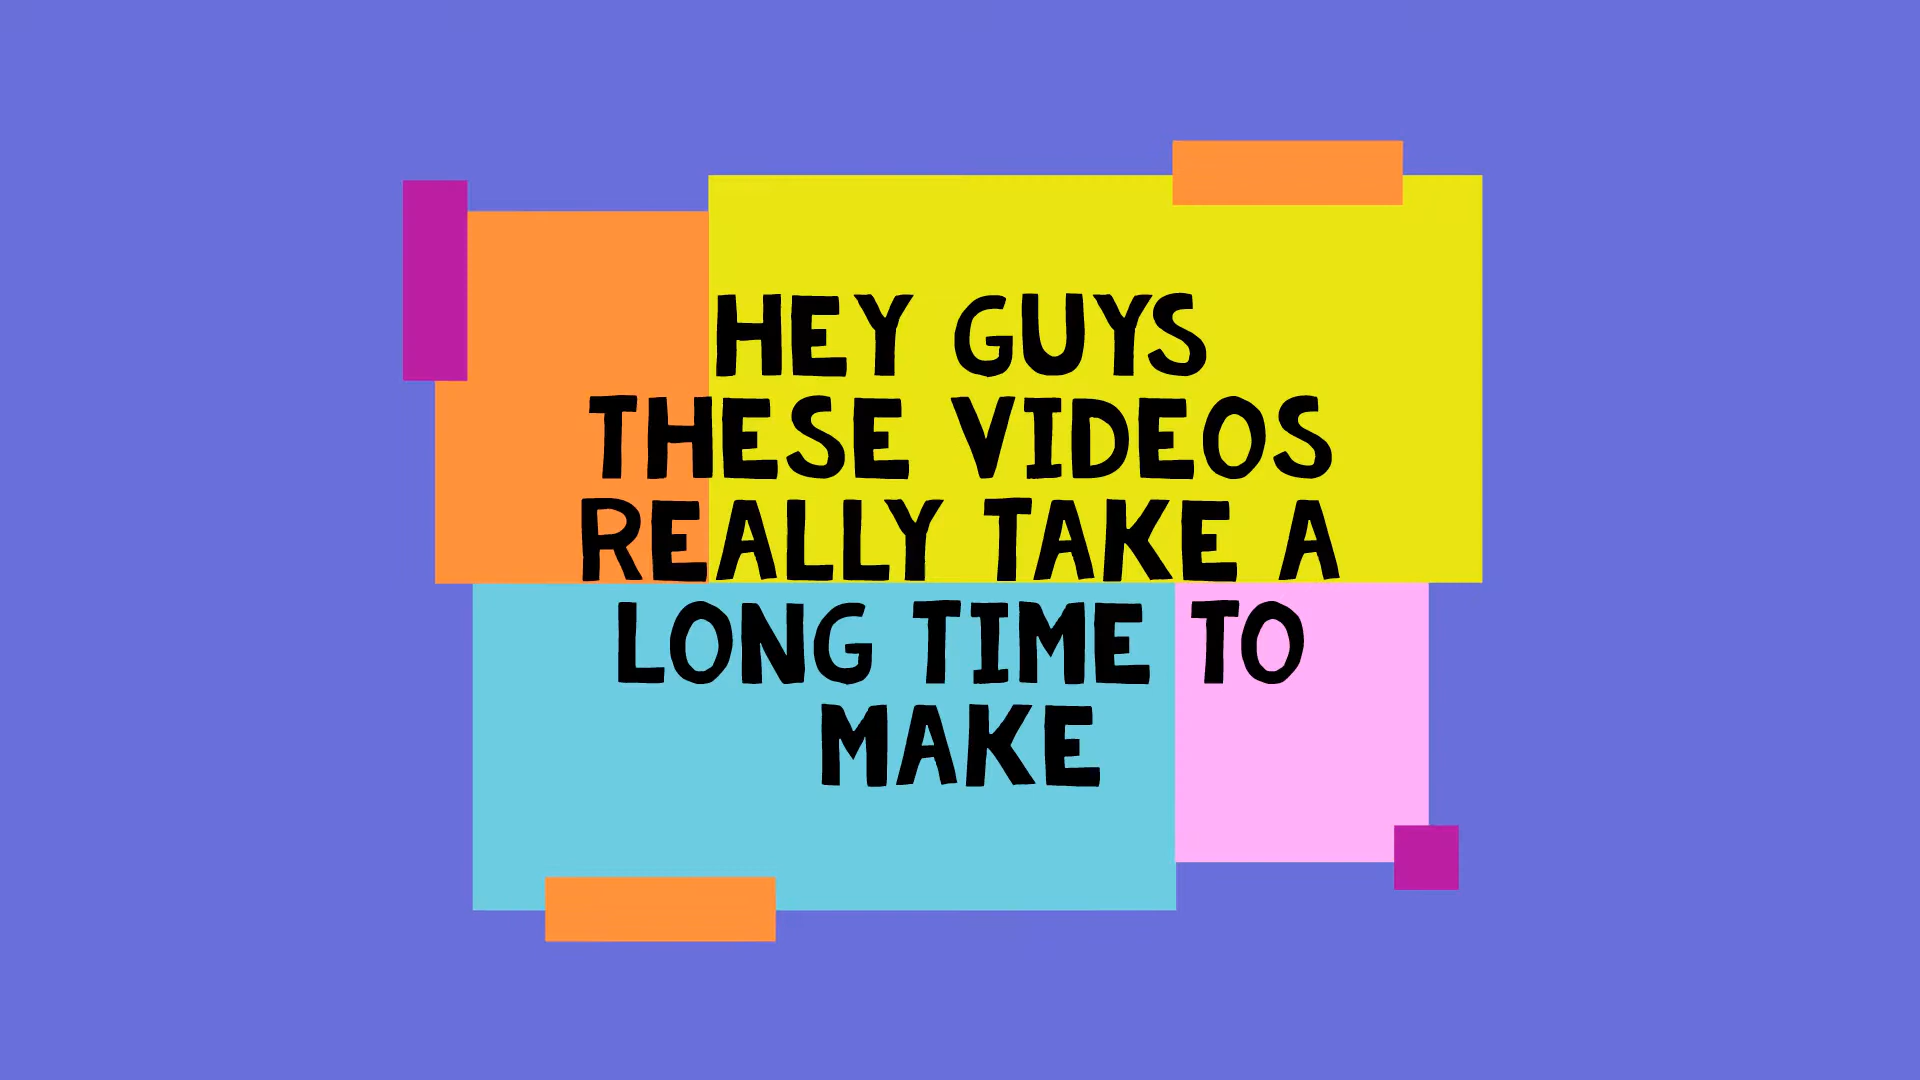 HEY GUYS
THESE VIDEOS
REALLY TAKE A
LONG TIME TO
MAKE